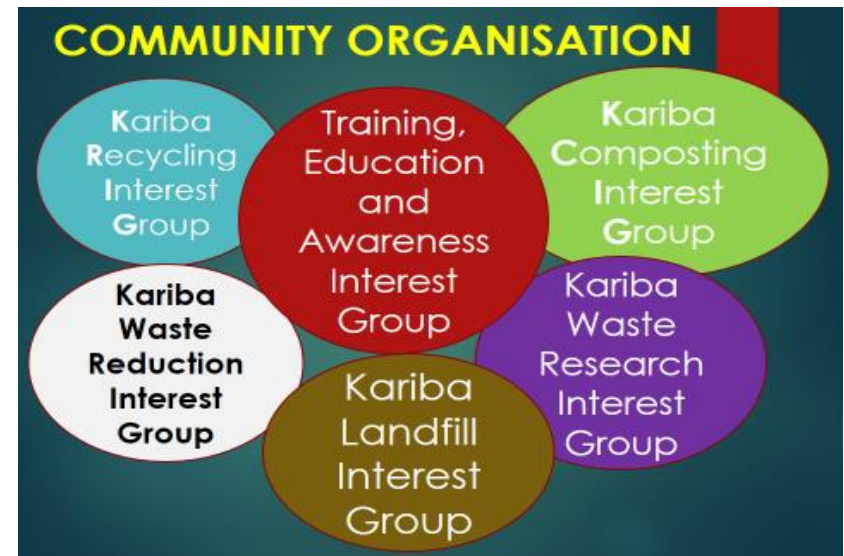 COMMUNITY ORGANISATION
Kariba
Recycling
Interest
Group
Training,
Education
and
Awareness
Interest
Group
Kariba
Composting
Interest
Group
Kariba
Waste
Reduction
Interest
Group
Kariba
Landfill
Interest
Group
Kariba
Waste
Research
Interest
Group